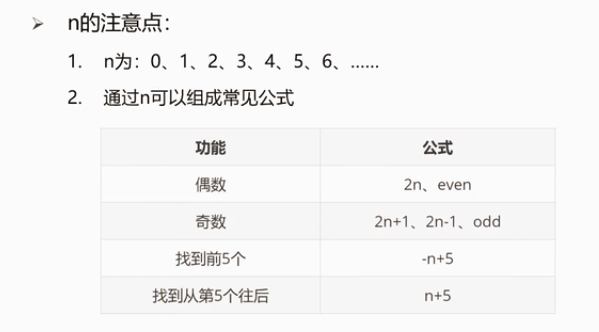 ➢ n的注意点：
1. n为：0、1、2、3、4、5、6、……
2. 通过n可以组成常见公式
功能 公式
偶数 2n、even
奇数 2n+1、2n-1、odd
找到前5个 -n+5
找到从第5个往后 n+5